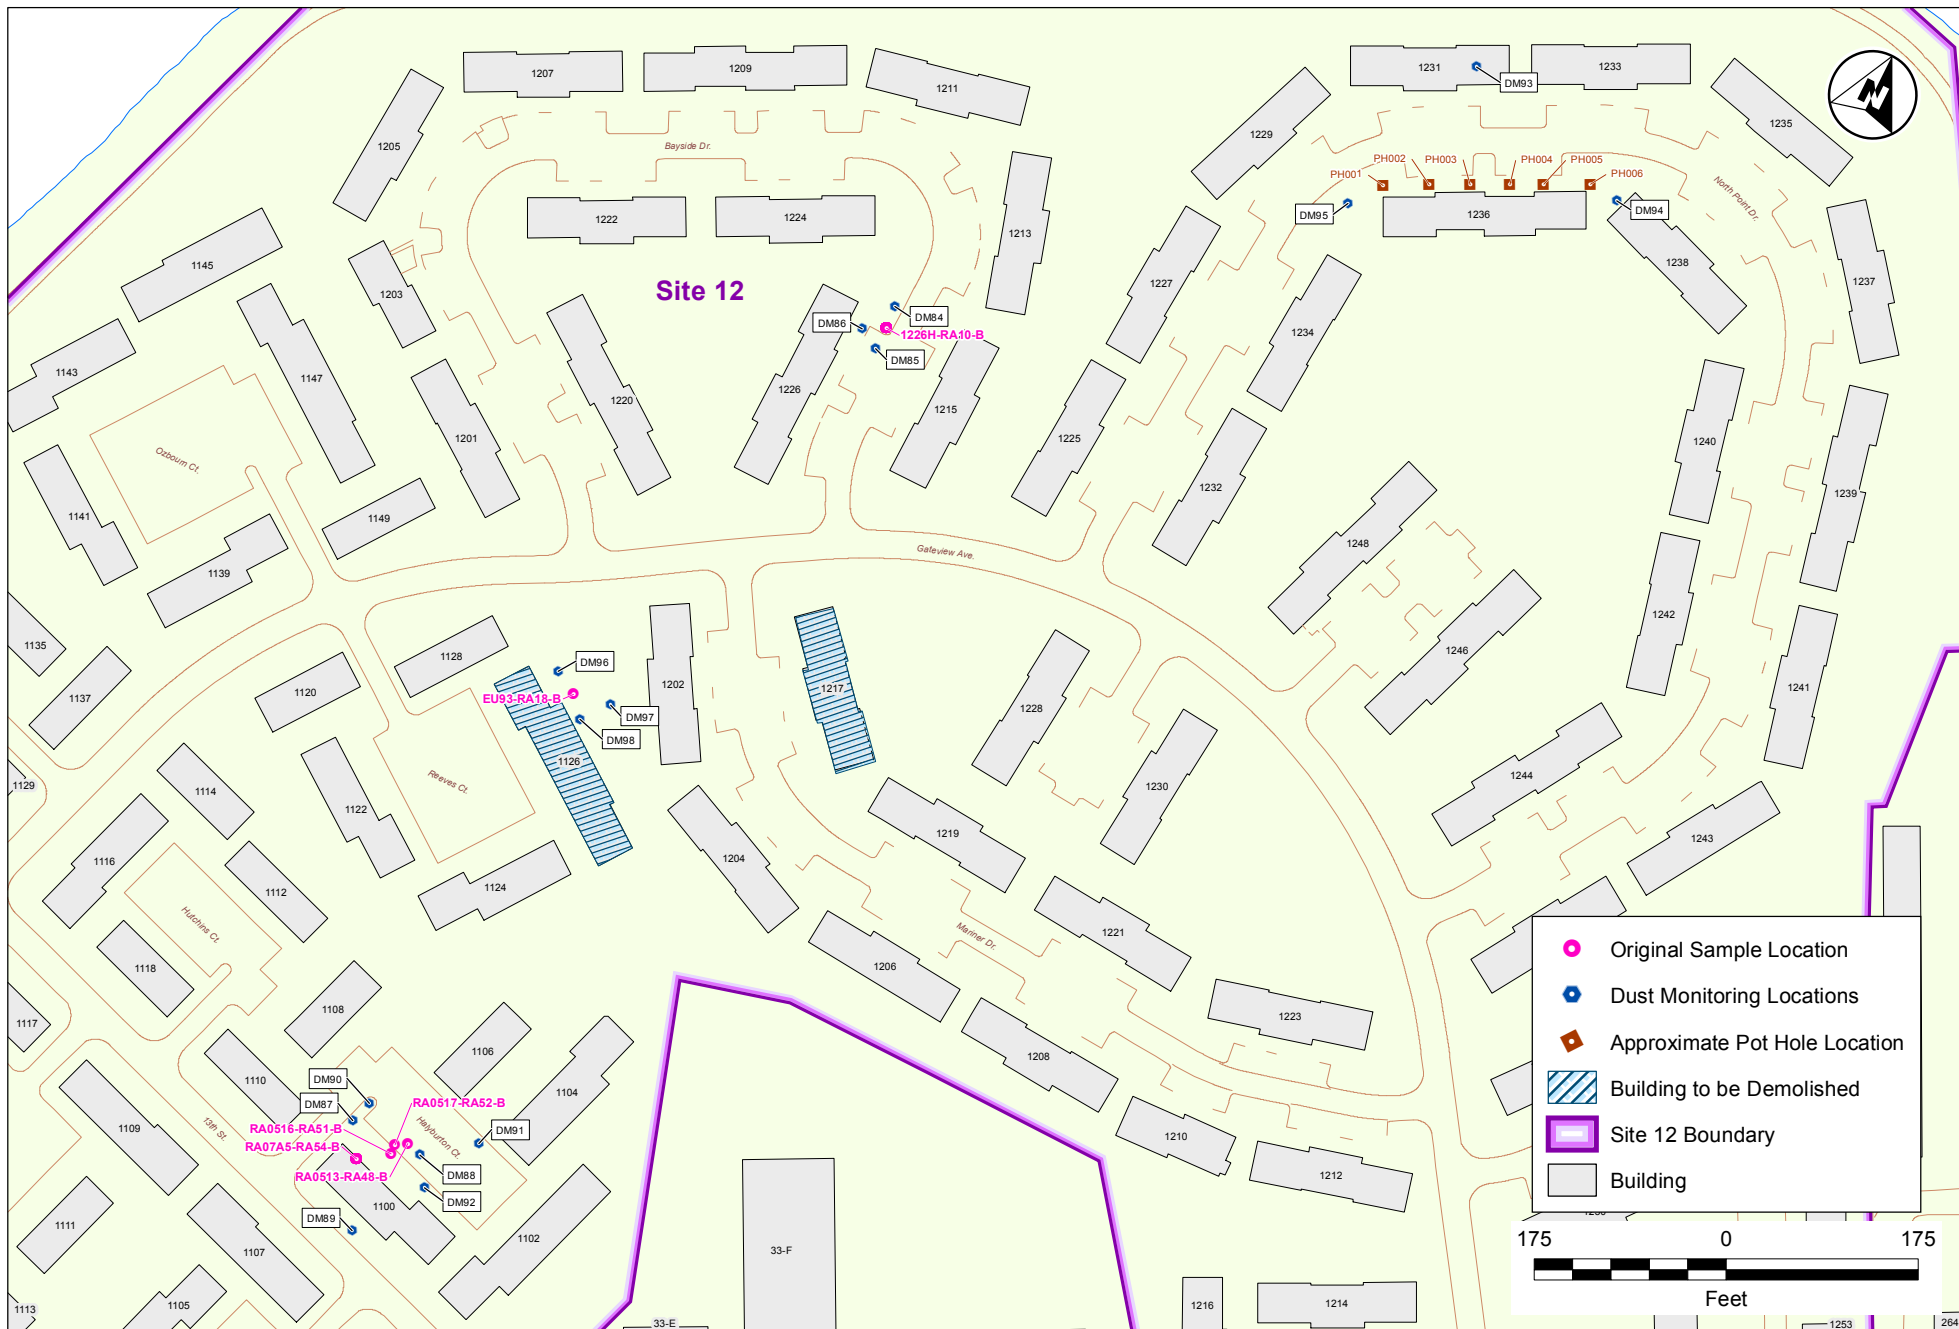 1207
1209
1211
1231
1233
DM93
N
1205
Bayside Dr.
1229
1235
PH001
PH002
PH003
PH004
PH005
PH006
North Point Dr.
1222
1224
1213
DM95
1236
DM94
1145
1203
Site 12
1227
1238
1237
DM86
DM84
1226H-RA10-B
DM85
1234
1143
1147
1220
1226
1215
1225
1201
1240
Ozbourn Ct.
1232
1239
1141
1149
1248
Gateview Ave.
1139
1242
1135
1137
1128
1120
DM96
EU93-RA18-B
DM97
DM98
1202
1217
1246
1228
1241
1126
Reeves Ct.
1129
1114
1122
1230
1244
1116
1112
1204
1219
1243
1124
Hutchins Ct.
1118
1221
Mariner Dr.
1206
1108
1117
1223
1106
1208
1110
DM90
DM87
RA0517-RA52-B
1104
RA0516-RA51-B
RA07A5-RA54-B
RA0513-RA48-B
Halyburton Ct.
DM91
DM88
DM92
DM89
1109
13th St.
1210
1212
1100
1111
1107
1102
33-F
1105
1113
33-E
1216
1214
1253
264
Original Sample Location
Dust Monitoring Locations
Approximate Pot Hole Location
Building to be Demolished
Site 12 Boundary
Building
175 0 175
Feet